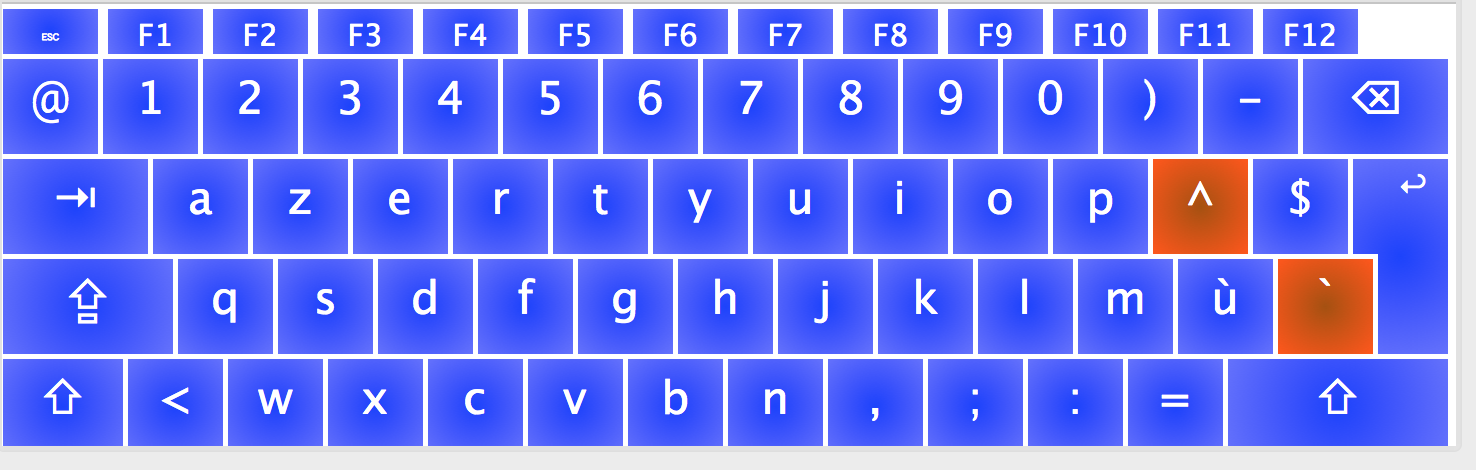 ESC F1 F2 F3 F4 F5 F6 F7 F8 F9 F10 F11 F12
@ 1 2 3 4 5 6 7 8 9 0 ) - ⌫
⇥ a z e r t y u i o p ^ $ ↩
⇪ q s d f g h j k l m ù `
⇧ < w x c v b n , ; : = ⇧